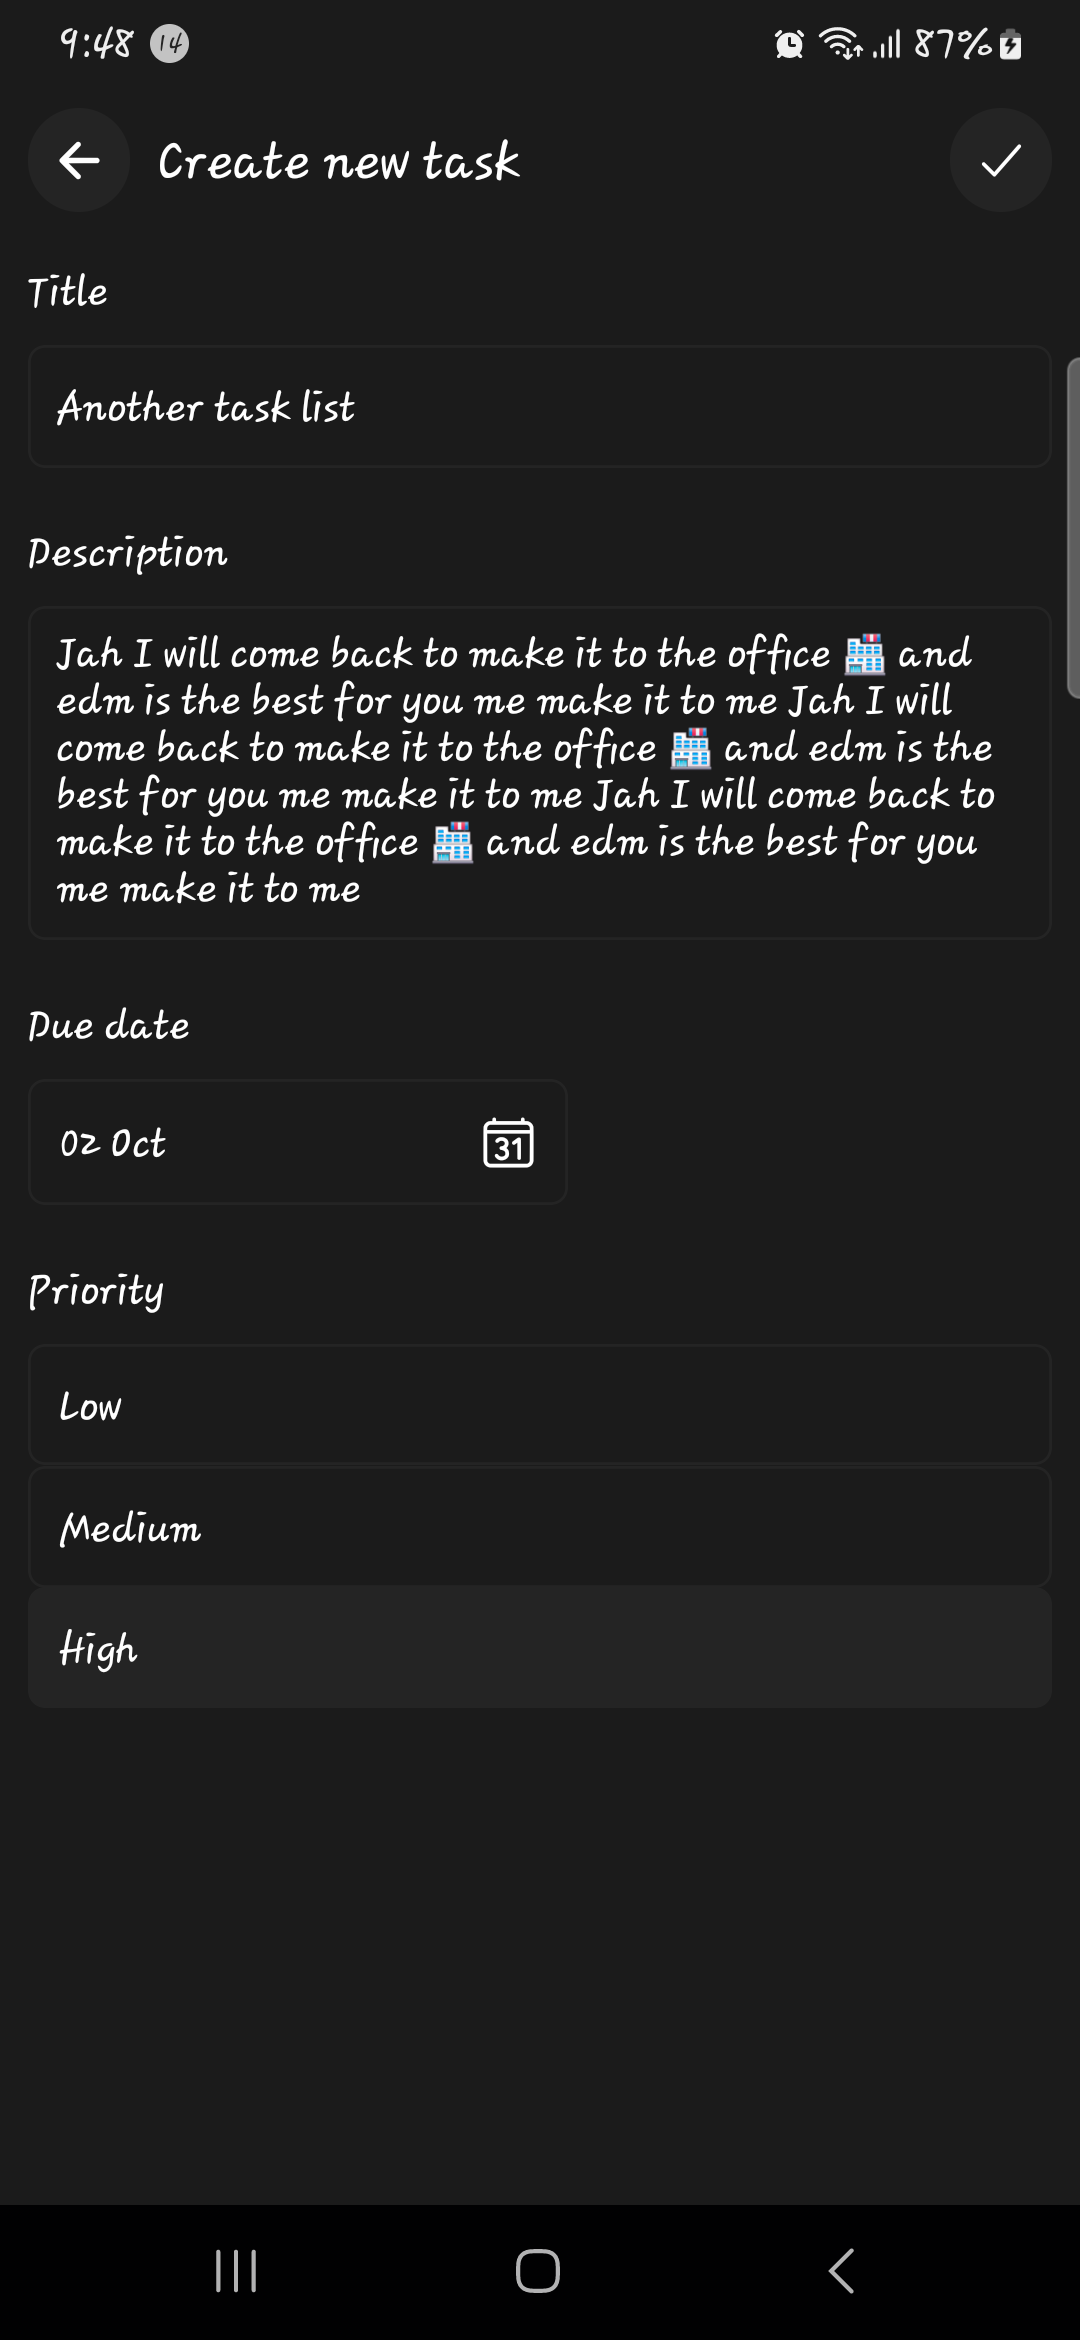 9:48 14 87%
Create new task
Title
Another task list
Description
Jah I will come back to make it to the office 🏥 and
edm is the best for you me make it to me Jah I will
come back to make it to the office 🏥 and edm is the
best for you me make it to me Jah I will come back to
make it to the office 🏥 and edm is the best for you
me make it to me
Due date
02 Oct 31
Priority
Low
Medium
High